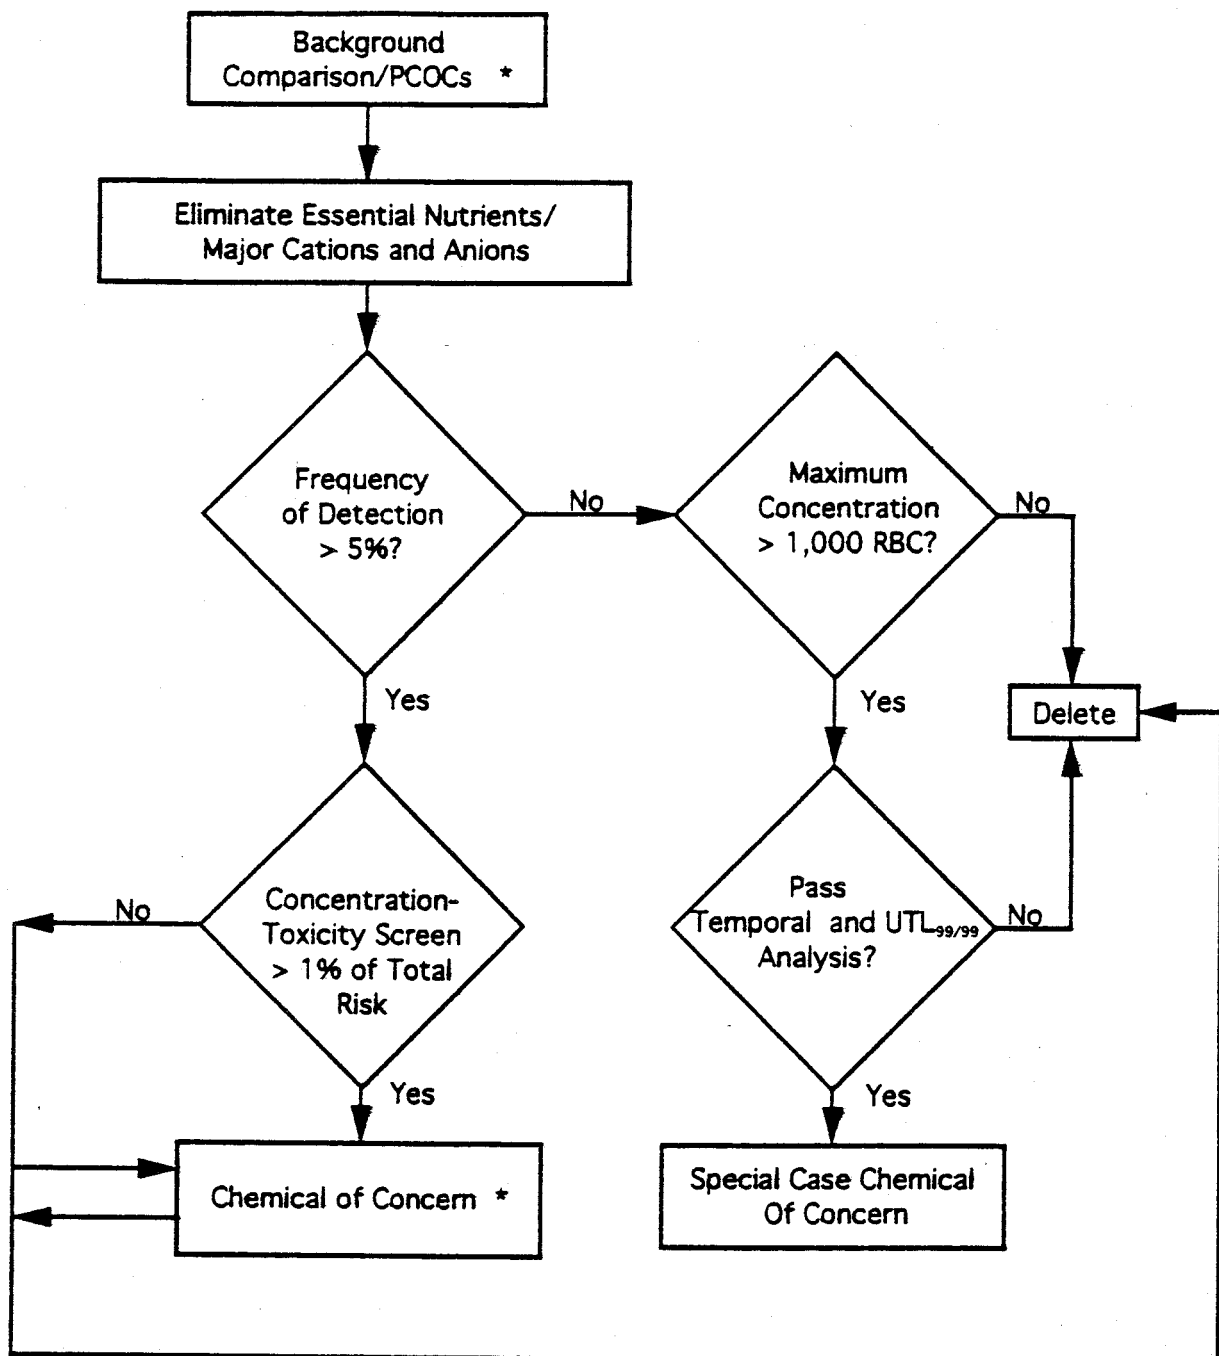 Background
Comparison/PCOCs *
Eliminate Essential Nutrients/
Major Cations and Anions
Frequency
of Detection
> 5%?
No
Maximum
Concentration
> 1,000 RBC?
No
Yes
Yes
Delete
Concentration-
Toxicity Screen
> 1% of Total
Risk
No
Pass
Temporal and UTL99/99
Analysis?
No
Yes
Yes
Chemical of Concern *
Special Case Chemical
Of Concern